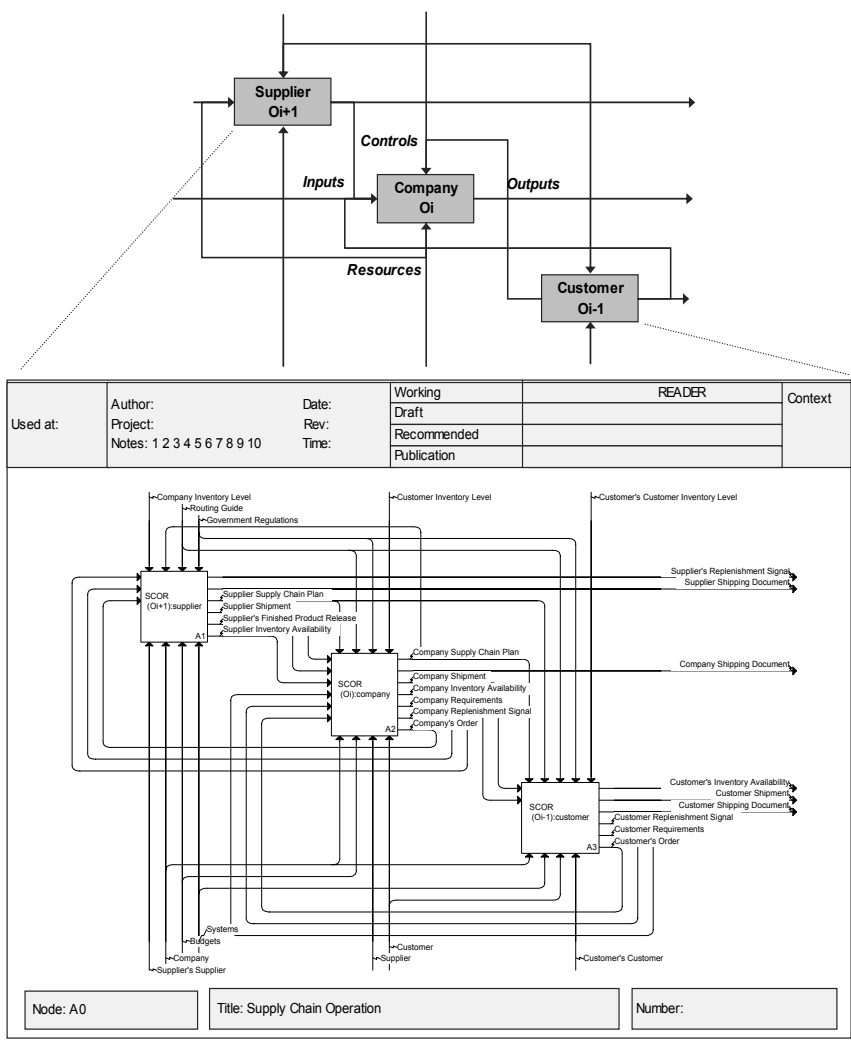 Supplier
Oi+1
Controls
Inputs
Company
Oi
Outputs
Resources
Customer
Oi-1
Used at:
Author:
Date:
Project:
Rev:
Notes: 1 2 3 4 5 6 7 8 9 10
Time:
Working
Draft
Recommended
Publication
READER
Context
Company Inventory Level
Routing Guide
Government Regulations
Customer Inventory Level
Customer's Customer Inventory Level
Supplier's Replenishment Signal
Supplier Shipping Document
SCOR
(Oi+1):supplier
A1
Supplier Supply Chain Plan
Supplier Shipment
Supplier's Finished Product Release
Supplier Inventory Availability
SCOR
(Oi):company
A2
Company Supply Chain Plan
Company Shipping Document
Company Shipment
Company Inventory Availability
Company Requirements
Company Replenishment Signal
Company's Order
SCOR
(Oi-1):customer
A3
Customer's Inventory Availability
Customer Shipment
Customer Shipping Document
Customer Replenishment Signal
Customer Requirements
Customer's Order
Systems
Budgets
Company
Supplier's Supplier
Customer
Supplier
Customer's Customer
Node: A0
Title: Supply Chain Operation
Number: